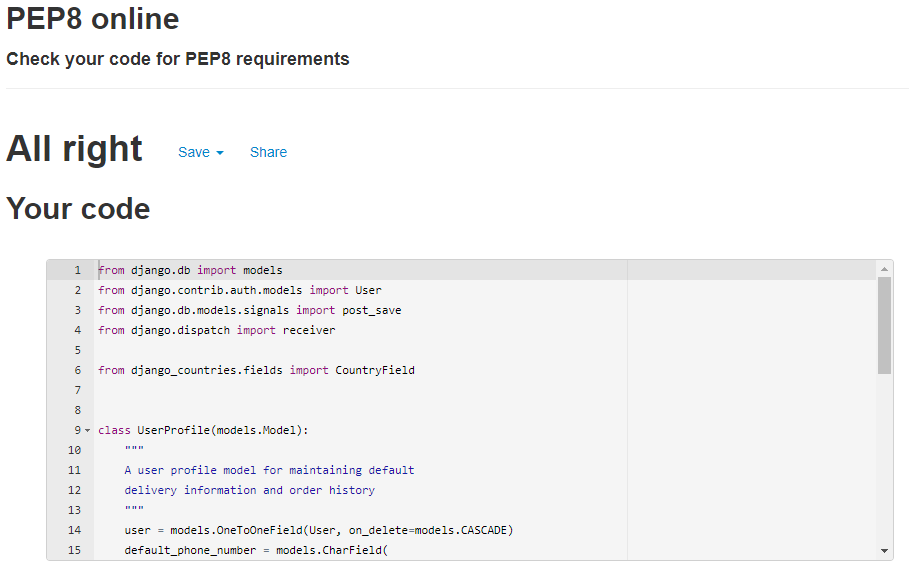 PEP8 online
Check your code for PEP8 requirements
All right Save Share
Your code
1 from django.db import models
2 from django.contrib.auth.models import User
3 from django.db.models.signals import post_save
4 from django.dispatch import receiver
5
6 from django_countries.fields import CountryField
7
8
9 class UserProfile(models.Model):
10 """
11 A user profile model for maintaining default
12 delivery information and order history
13 """
14 user = models.OneToOneField(User, on_delete=models.CASCADE)
15 default_phone_number = models.CharField(